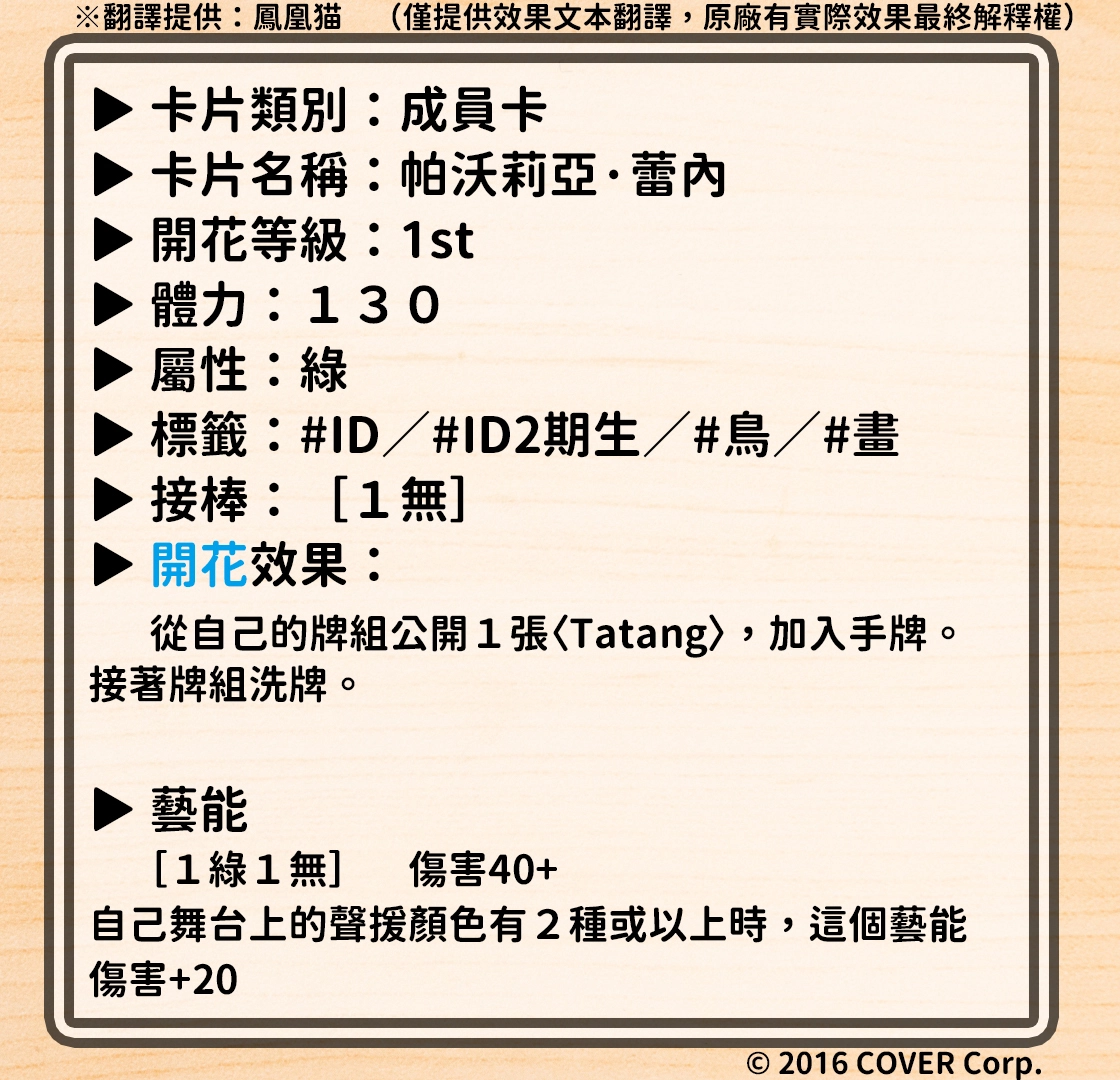 ※翻譯提供：鳳凰猫　（僅提供效果文本翻譯，原廠有實際效果最終解釋權）
▶ 卡片類別：成員卡
▶ 卡片名稱：帕沃莉亞·蕾內
▶ 開花等級：1st
▶ 體力：１３０
▶ 屬性：綠
▶ 標籤：#ID／#ID2期生／#鳥／#畫
▶ 接棒：［１無］
▶ 開花效果：
從自己的牌組公開１張〈Tatang〉，加入手牌。
接著牌組洗牌。
▶ 藝能
［１綠１無］　傷害40+
自己舞台上的聲援顏色有２種或以上時，這個藝能
傷害+20
© 2016 COVER Corp.